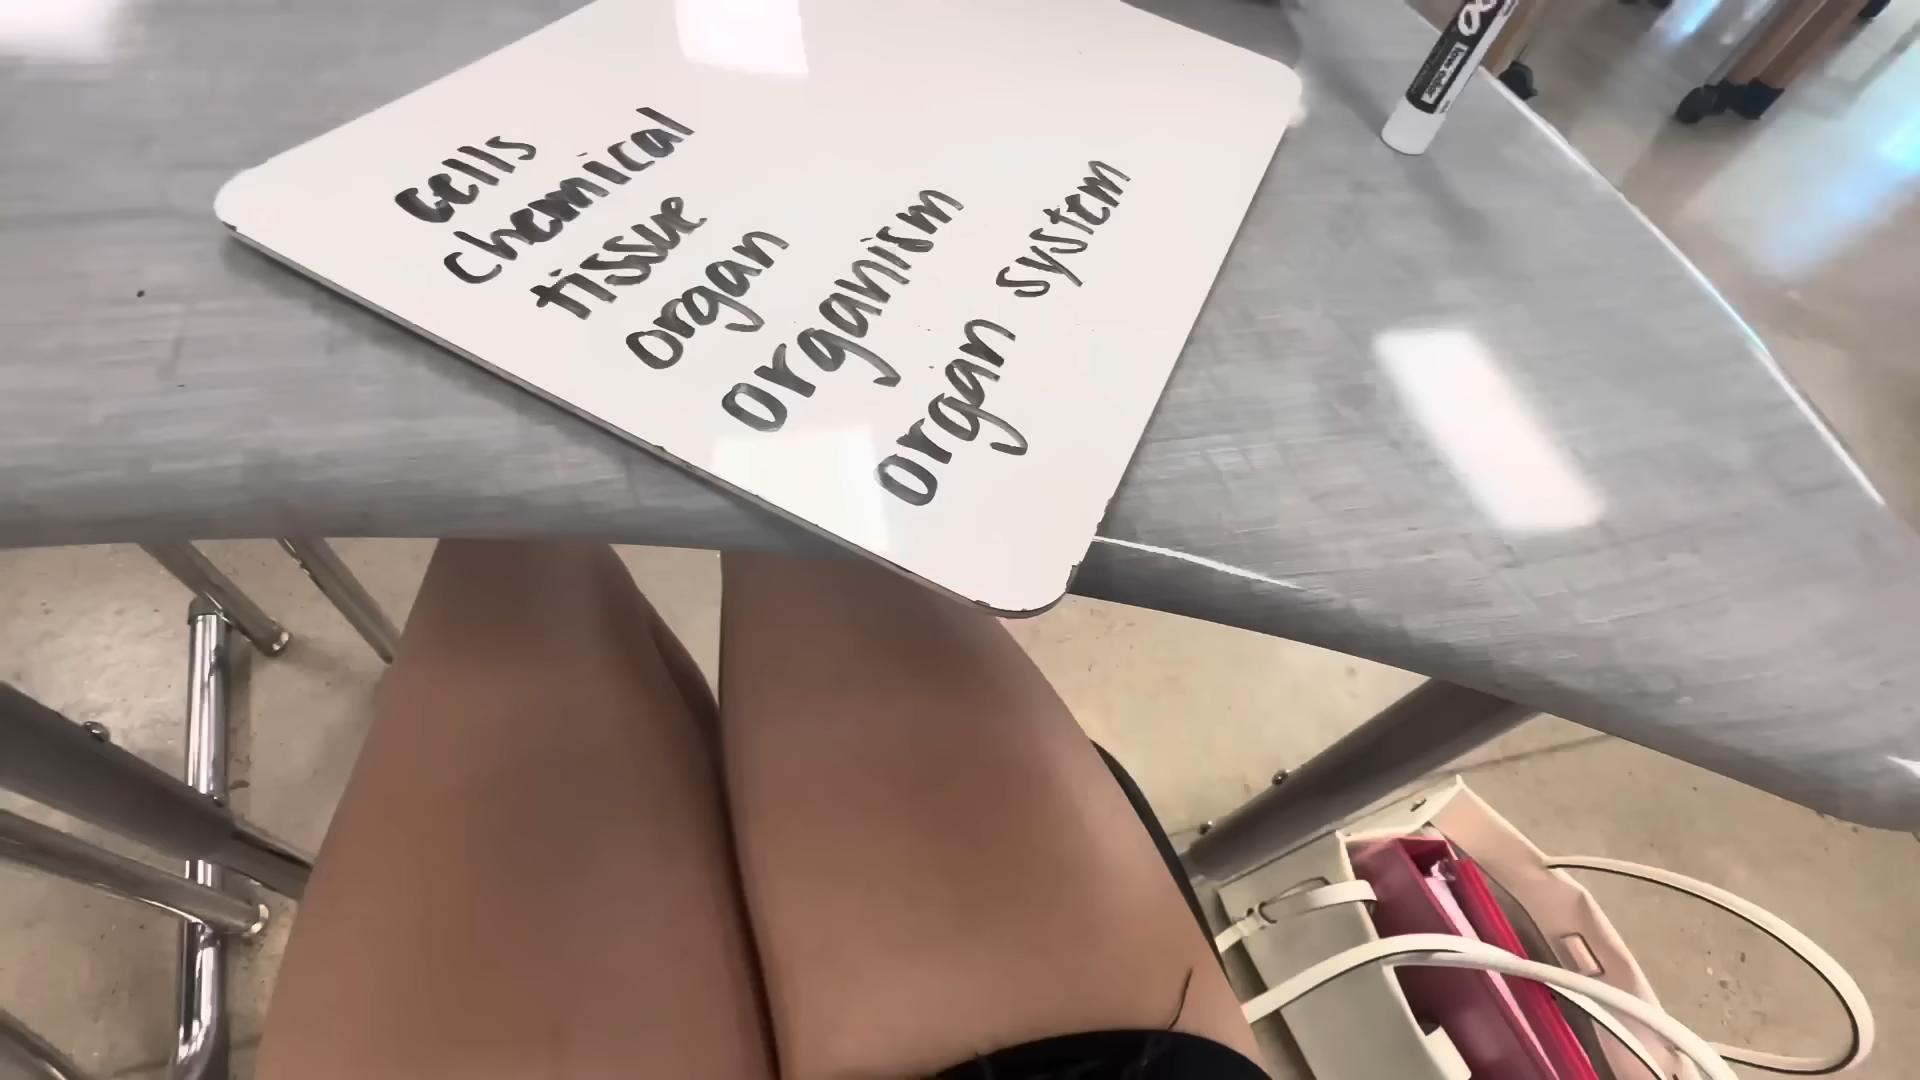 cells
chemical
tissue
organ
organism
organ system